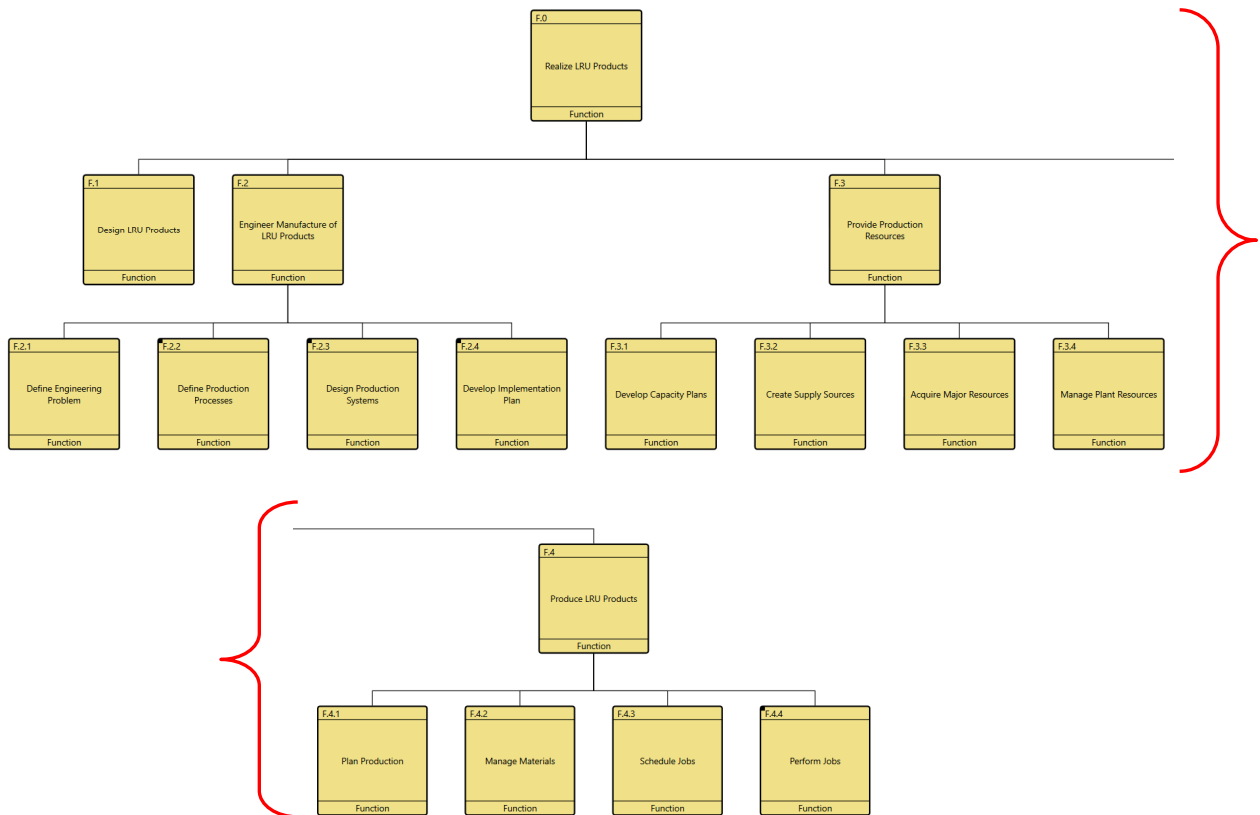 F.0
Realize LRU Products
Function
F.1
Design LRU Products
Function
F.2
Engineer Manufacture of
LRU Products
Function
F.3
Provide Production
Resources
Function
F.2.1
Define Engineering
Problem
Function
F.2.2
Define Production
Processes
Function
F.2.3
Design Production
Systems
Function
F.2.4
Develop Implementation
Plan
Function
F.3.1
Develop Capacity Plans
Function
F.3.2
Create Supply Sources
Function
F.3.3
Acquire Major Resources
Function
F.3.4
Manage Plant Resources
Function
F.4
Produce LRU Products
Function
F.4.1
Plan Production
Function
F.4.2
Manage Materials
Function
F.4.3
Schedule Jobs
Function
F.4.4
Perform Jobs
Function